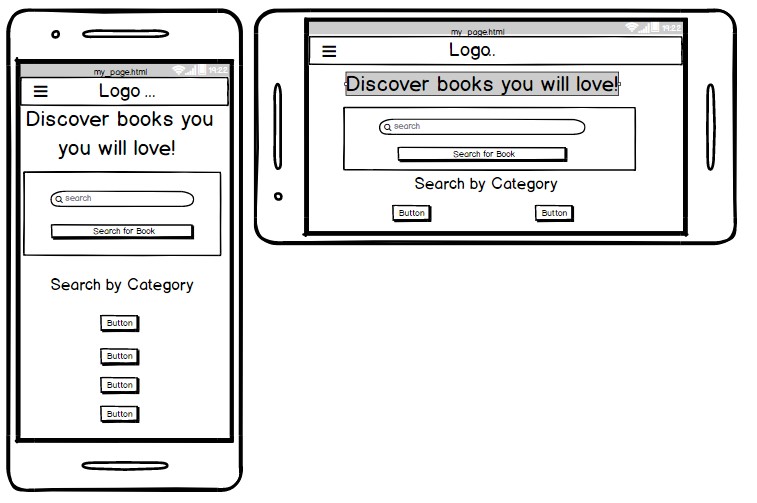 my_page.html 19:22
Logo ...
Discover books you
you will love!
search
Search for Book
Search by Category
Button
Button
Button
Button
my_page.html 19:22
Logo..
Discover books you will love!
search
Search for Book
Search by Category
Button Button